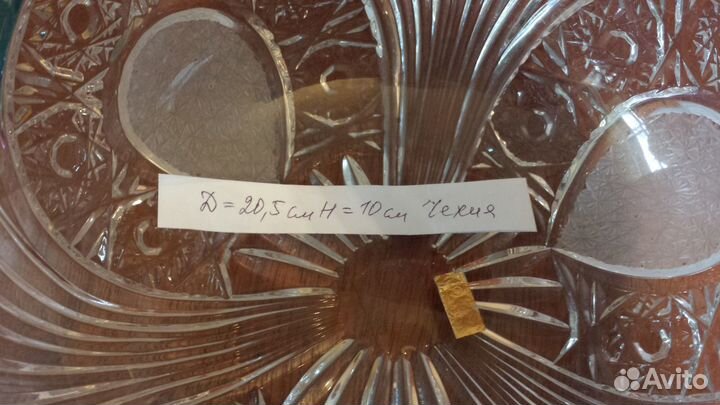 Д = 20,5 см Н = 10 см Чехия
Avito